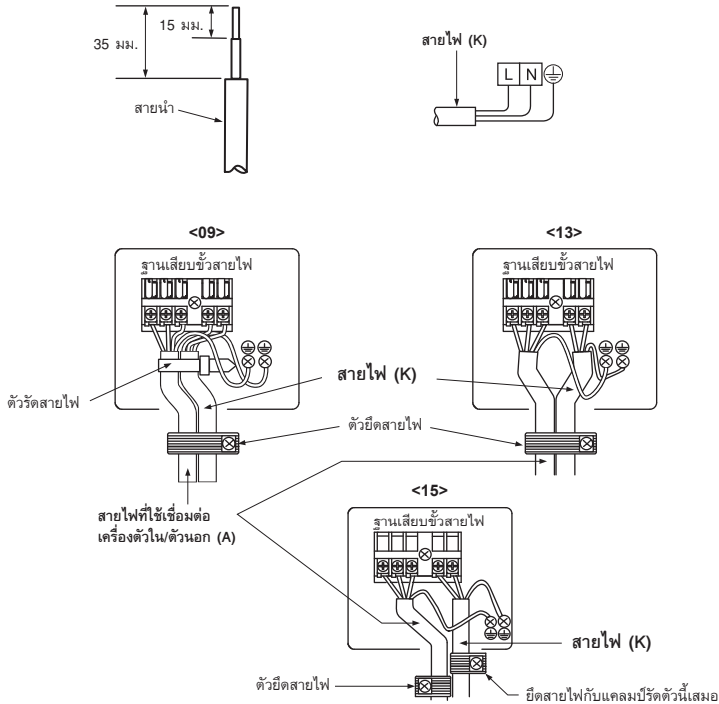 15 มม.
35 มม.
สายนำ
สายไฟ (K)
L N
<09>
ฐานเสียบขั้วสายไฟ
<13>
ฐานเสียบขั้วสายไฟ
ตัวรัดสายไฟ
สายไฟ (K)
ตัวยึดสายไฟ
สายไฟที่ใช้เชื่อมต่อ
เครื่องตัวใน/ตัวนอก (A)
<15>
ฐานเสียบขั้วสายไฟ
สายไฟ (K)
ตัวยึดสายไฟ
ยึดสายไฟกับแคลมป์รัดตัวนี้เสมอ